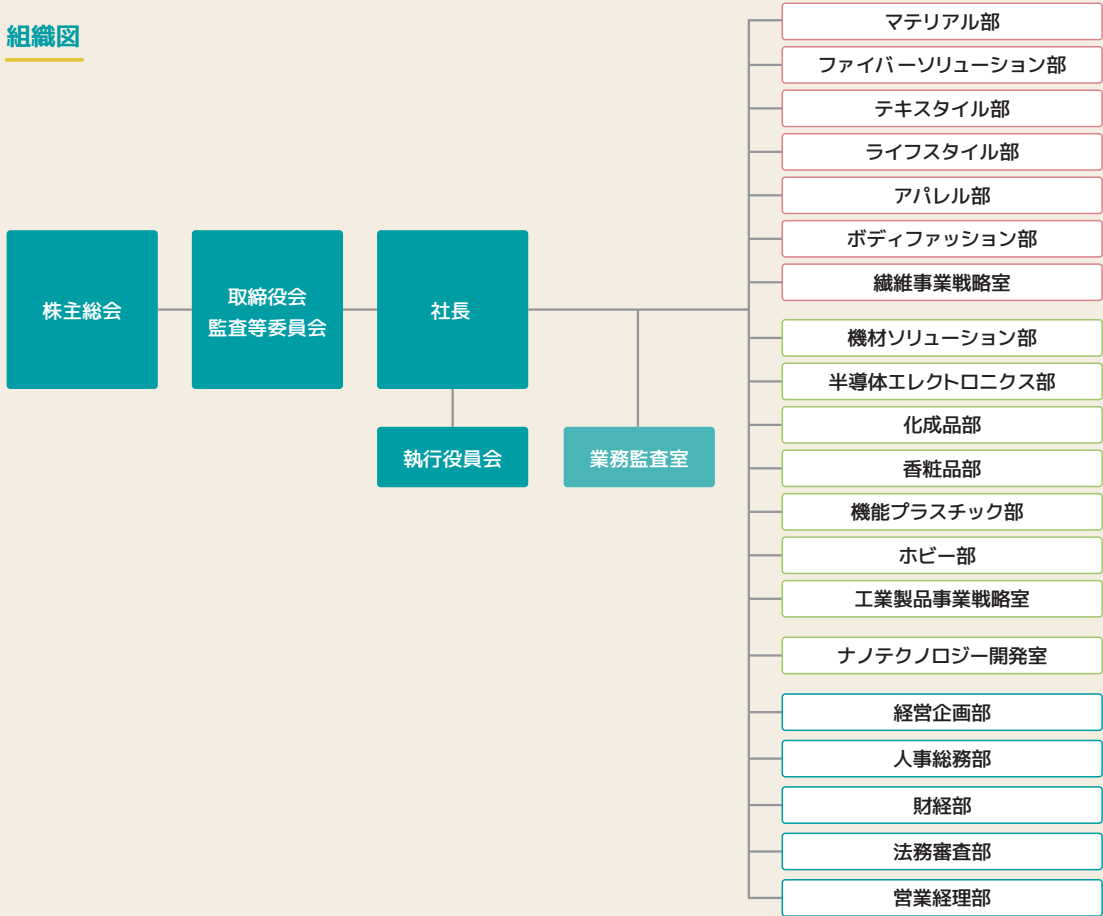 組織図
株主総会
取締役会
監査等委員会
社長
執行役員会
業務監査室
マテリアル部
ファイバーソリューション部
テキスタイル部
ライフスタイル部
アパレル部
ボディファッション部
繊維事業戦略室
機材ソリューション部
半導体エレクトロニクス部
化成品部
香粧品部
機能プラスチック部
ホビー部
工業製品事業戦略室
ナノテクノロジー開発室
経営企画部
人事総務部
財経部
法務審査部
営業経理部